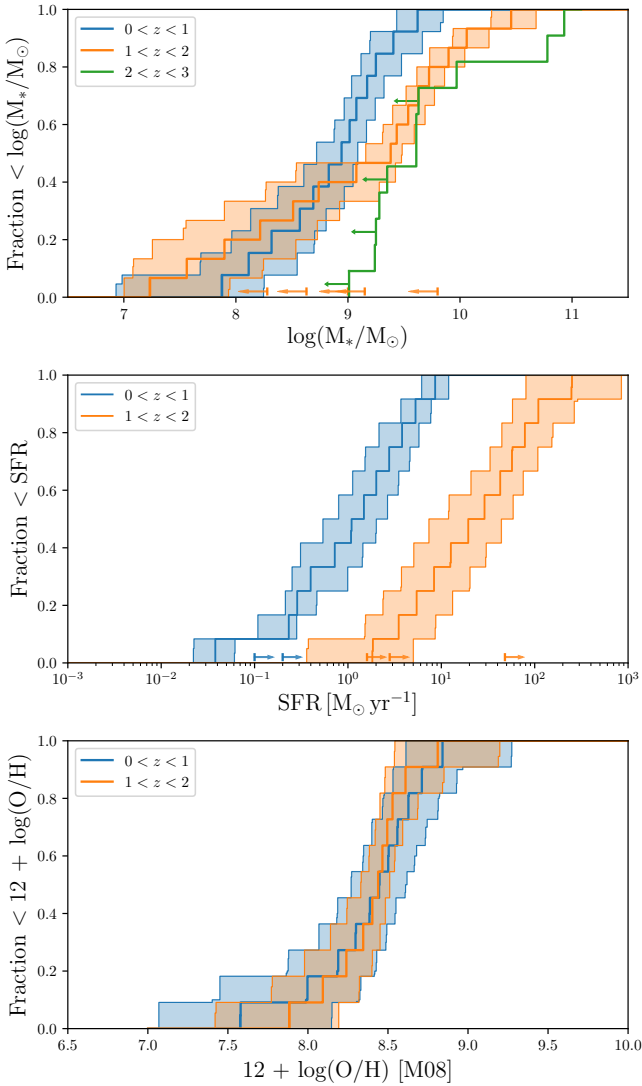 0 < z < 1
1 < z < 2
2 < z < 3
Fraction < log(M*/M⊙)
1.0
0.8
0.6
0.4
0.2
0.0
7 8 9 10 11
log(M*/M⊙)
0 < z < 1
1 < z < 2
Fraction < SFR
1.0
0.8
0.6
0.4
0.2
0.0
10⁻³ 10⁻² 10⁻¹ 10⁰ 10¹ 10² 10³
SFR [M⊙ yr⁻¹]
0 < z < 1
1 < z < 2
Fraction < 12 + log(O/H)
1.0
0.8
0.6
0.4
0.2
0.0
6.5 7.0 7.5 8.0 8.5 9.0 9.5 10.0
12 + log(O/H) [M08]